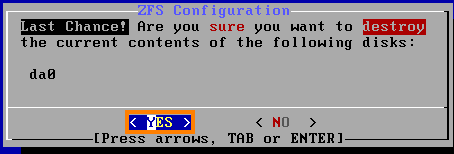 ZFS Configuration
Last Chance! Are you sure you want to destroy
the current contents of the following disks:
da0
< YES > < NO >
[Press arrows, TAB or ENTER]